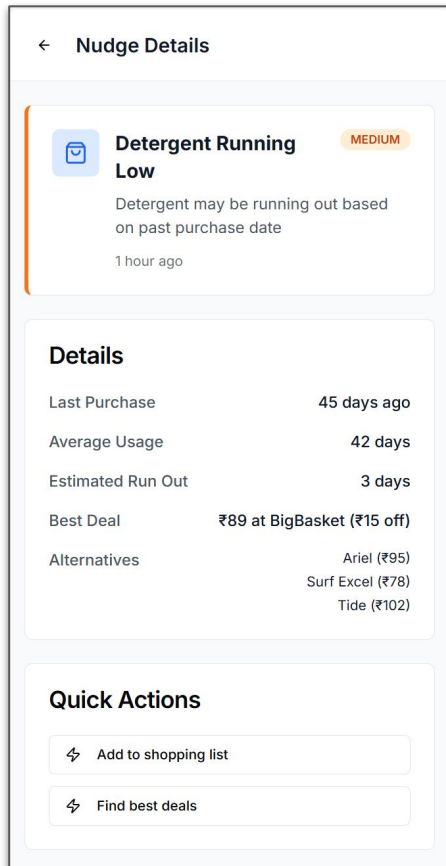 Nudge Details
Detergent Running
Low
MEDIUM
Detergent may be running out based
on past purchase date
1 hour ago
Details
Last Purchase 45 days ago
Average Usage 42 days
Estimated Run Out 3 days
Best Deal ₹89 at BigBasket (₹15 off)
Alternatives Ariel (₹95)
Surf Excel (₹78)
Tide (₹102)
Quick Actions
Add to shopping list
Find best deals